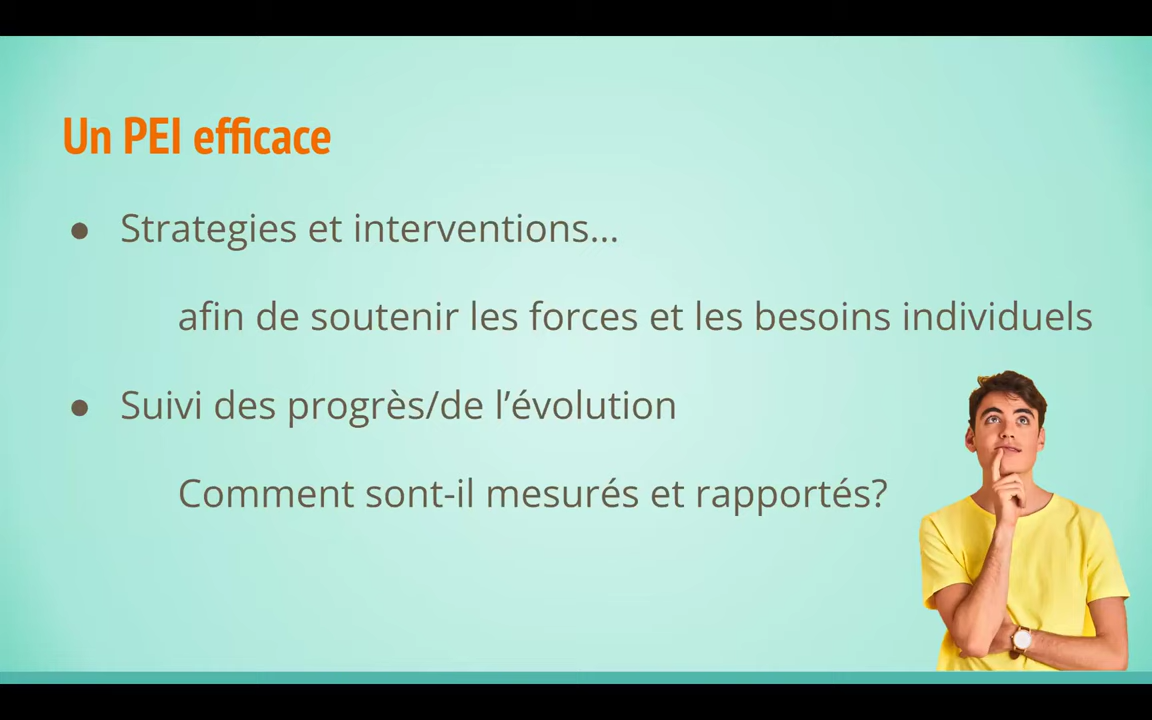 Un PEI efficace
● Strategies et interventions...
afin de soutenir les forces et les besoins individuels
● Suivi des progrès/de l’évolution
Comment sont-il mesurés et rapportés?